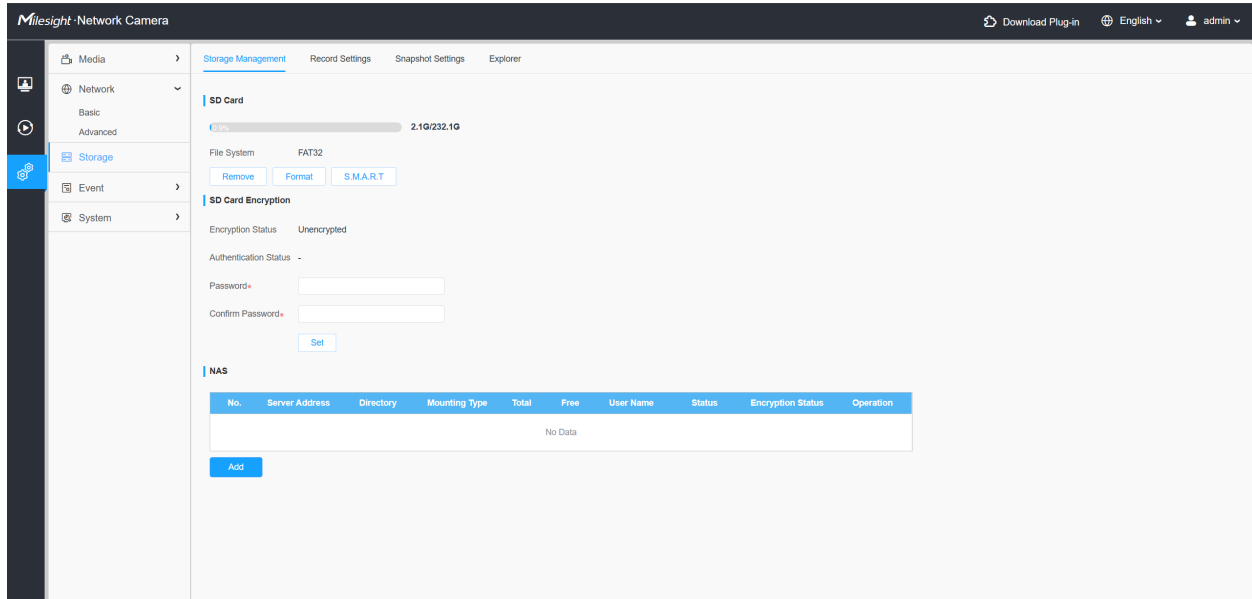 Milesight · Network Camera
Download Plug-in English admin
Media
Network
Basic
Advanced
Storage
Event
System
Storage Management Record Settings Snapshot Settings Explorer
SD Card
0.9% 2.1G/232.1G
File System FAT32
Remove Format S.M.A.R.T
SD Card Encryption
Encryption Status Unencrypted
Authentication Status -
Password*
Confirm Password*
Set
NAS
No. Server Address Directory Mounting Type Total Free User Name Status Encryption Status Operation
No Data
Add